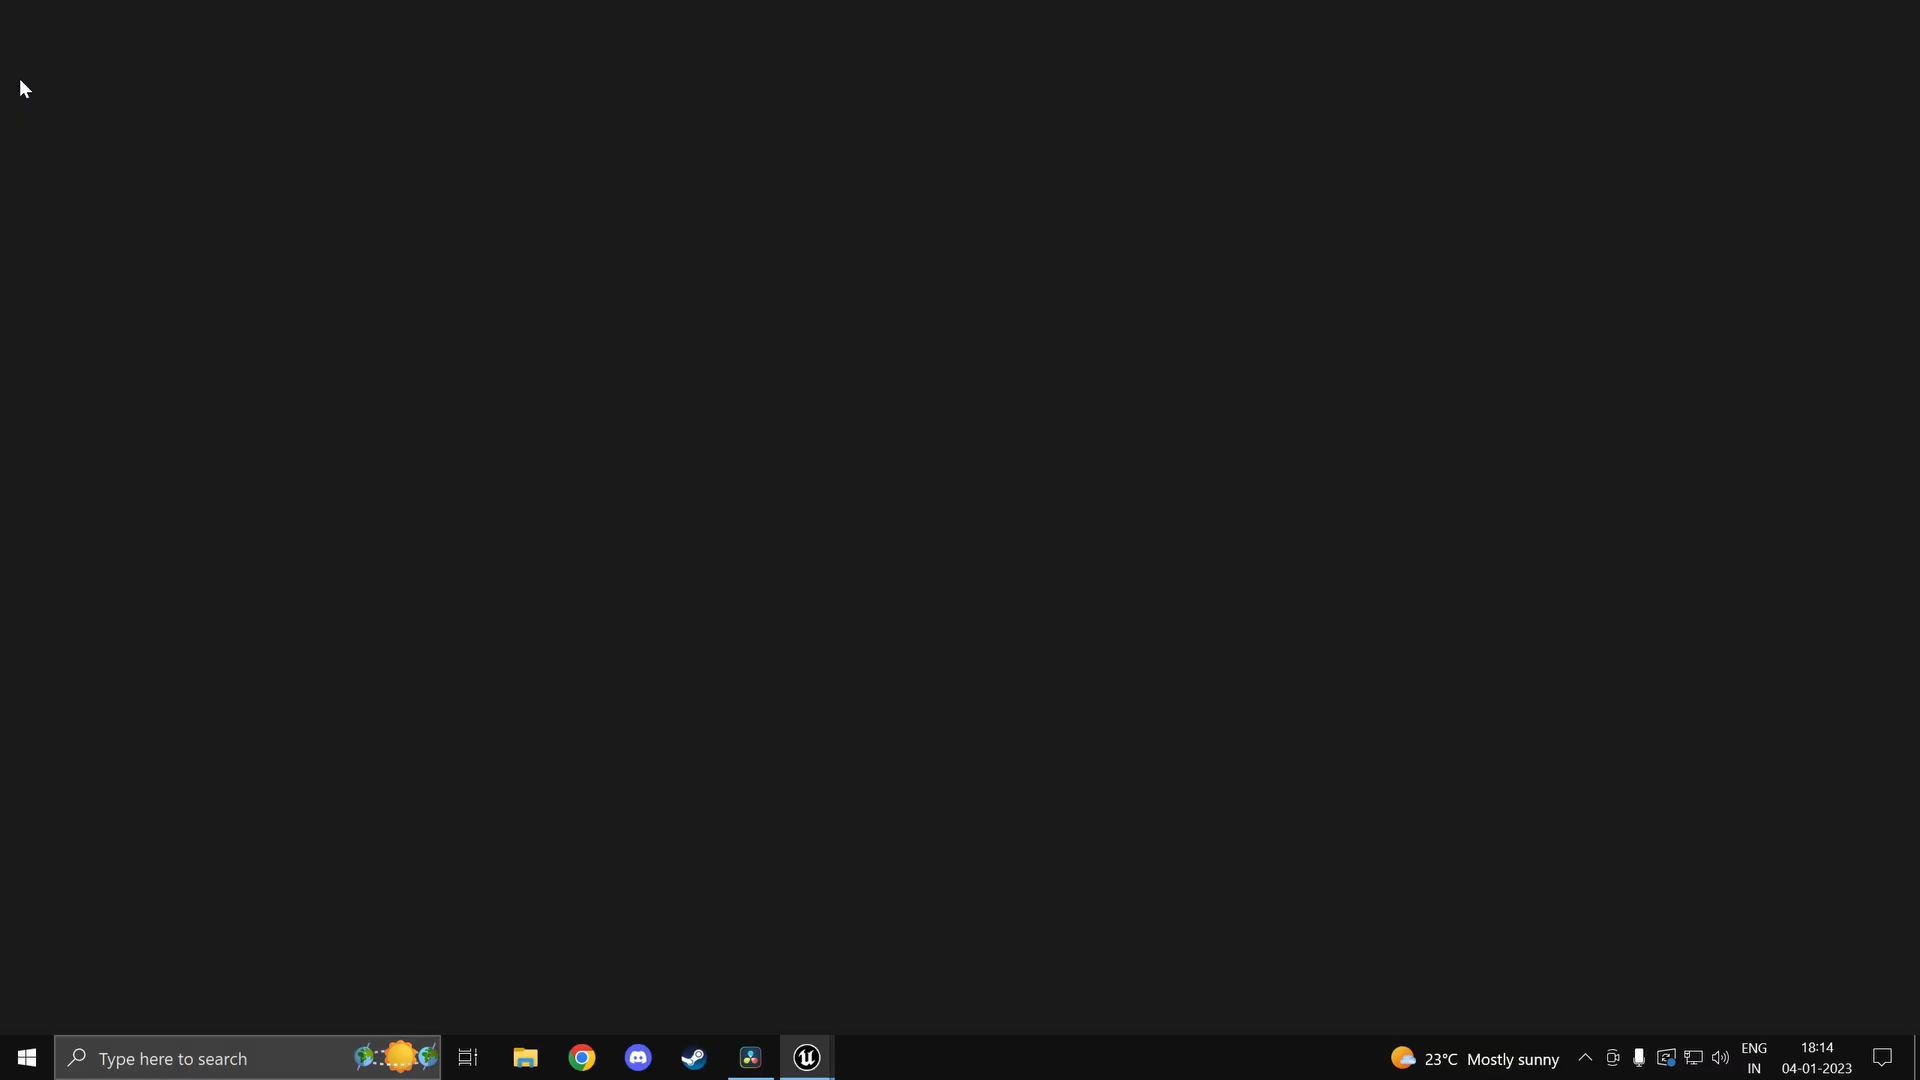 Type here to search
23°C Mostly sunny
ENG
IN
18:14
04-01-2023